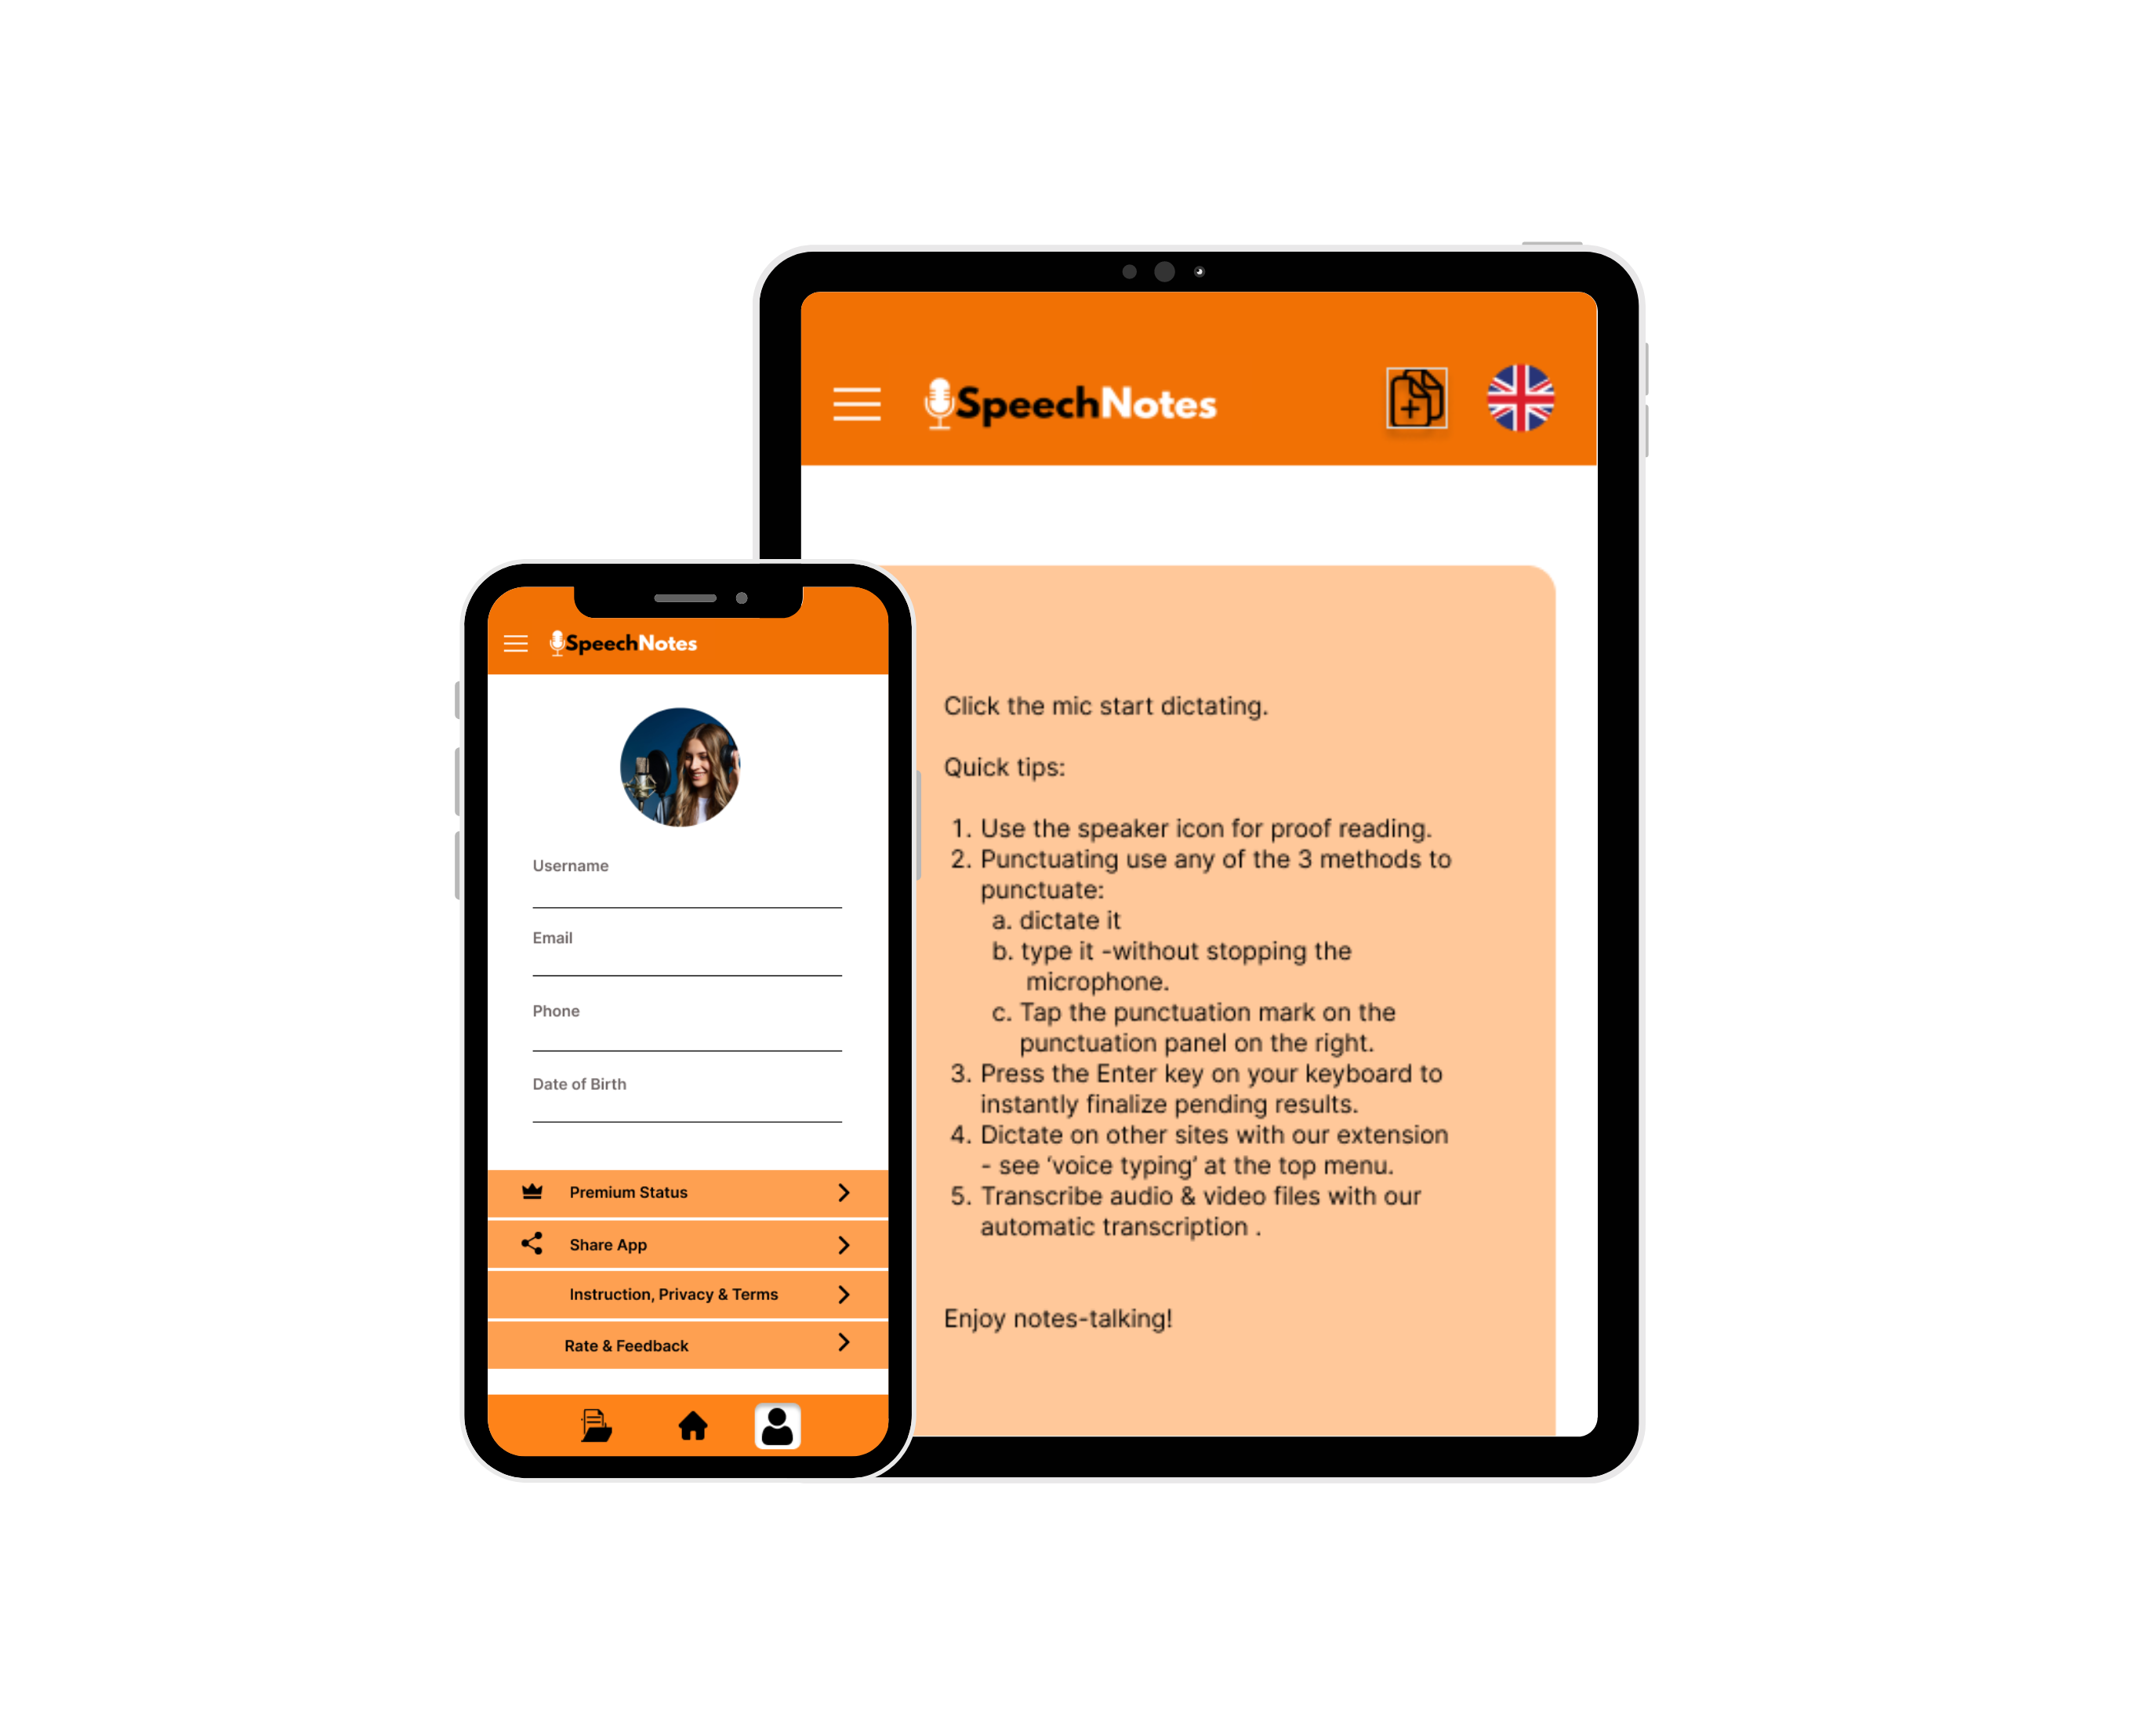 SpeechNotes
Click the mic start dictating.
Quick tips:
1. Use the speaker icon for proof reading.
2. Punctuating use any of the 3 methods to
punctuate:
a. dictate it
b. type it -without stopping the
microphone.
c. Tap the punctuation mark on the
punctuation panel on the right.
3. Press the Enter key on your keyboard to
instantly finalize pending results.
4. Dictate on other sites with our extension
- see ‘voice typing’ at the top menu.
5. Transcribe audio & video files with our
automatic transcription .
Enjoy notes-talking!
SpeechNotes
Username
Email
Phone
Date of Birth
Premium Status
Share App
Instruction, Privacy & Terms
Rate & Feedback